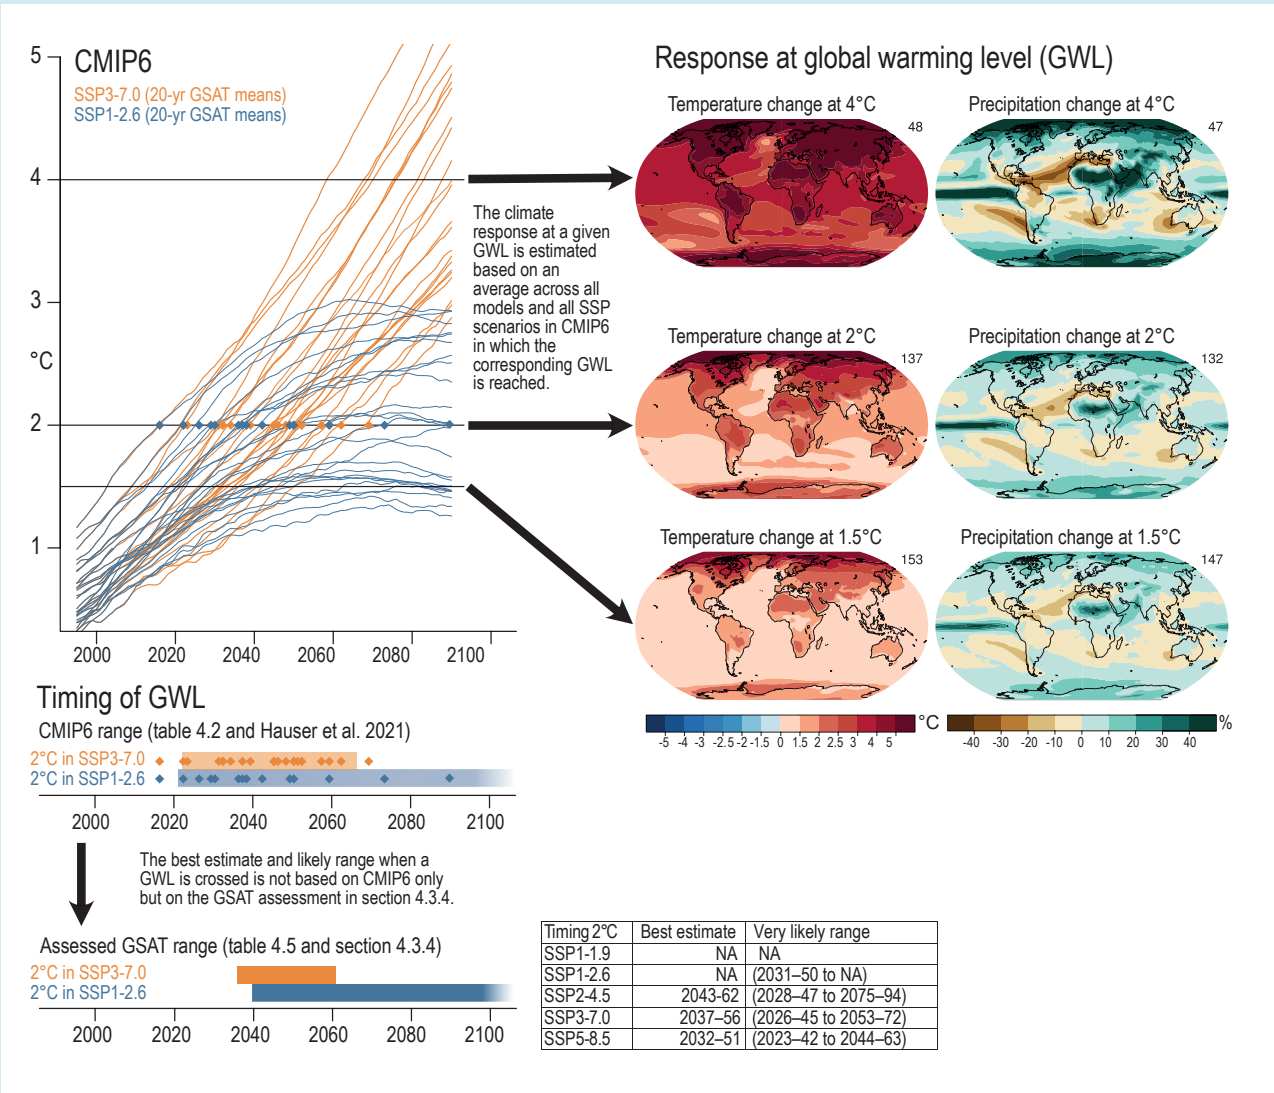 CMIP6
SSP3-7.0 (20-yr GSAT means)
SSP1-2.6 (20-yr GSAT means)
5
4
3
°C
2
1
2000 2020 2040 2060 2080 2100
The climate
response at a given
GWL is estimated
based on an
average across all
models and all SSP
scenarios in CMIP6
in which the
corresponding GWL
is reached.
Response at global warming level (GWL)
Temperature change at 4°C
48
Precipitation change at 4°C
47
Temperature change at 2°C
137
Precipitation change at 2°C
132
Temperature change at 1.5°C
153
Precipitation change at 1.5°C
147
°C
-5 -4 -3 -2.5 -2 -1.5 0 1.5 2 2.5 3 4 5
%
-40 -30 -20 -10 0 10 20 30 40
Timing of GWL
CMIP6 range (table 4.2 and Hauser et al. 2021)
2°C in SSP3-7.0
2°C in SSP1-2.6
2000 2020 2040 2060 2080 2100
The best estimate and likely range when a
GWL is crossed is not based on CMIP6 only
but on the GSAT assessment in section 4.3.4.
Assessed GSAT range (table 4.5 and section 4.3.4)
2°C in SSP3-7.0
2°C in SSP1-2.6
2000 2020 2040 2060 2080 2100
Timing 2°C Best estimate Very likely range
SSP1-1.9 NA NA
SSP1-2.6 NA (2031–50 to NA)
SSP2-4.5 2043-62 (2028–47 to 2075–94)
SSP3-7.0 2037–56 (2026–45 to 2053–72)
SSP5-8.5 2032–51 (2023–42 to 2044–63)